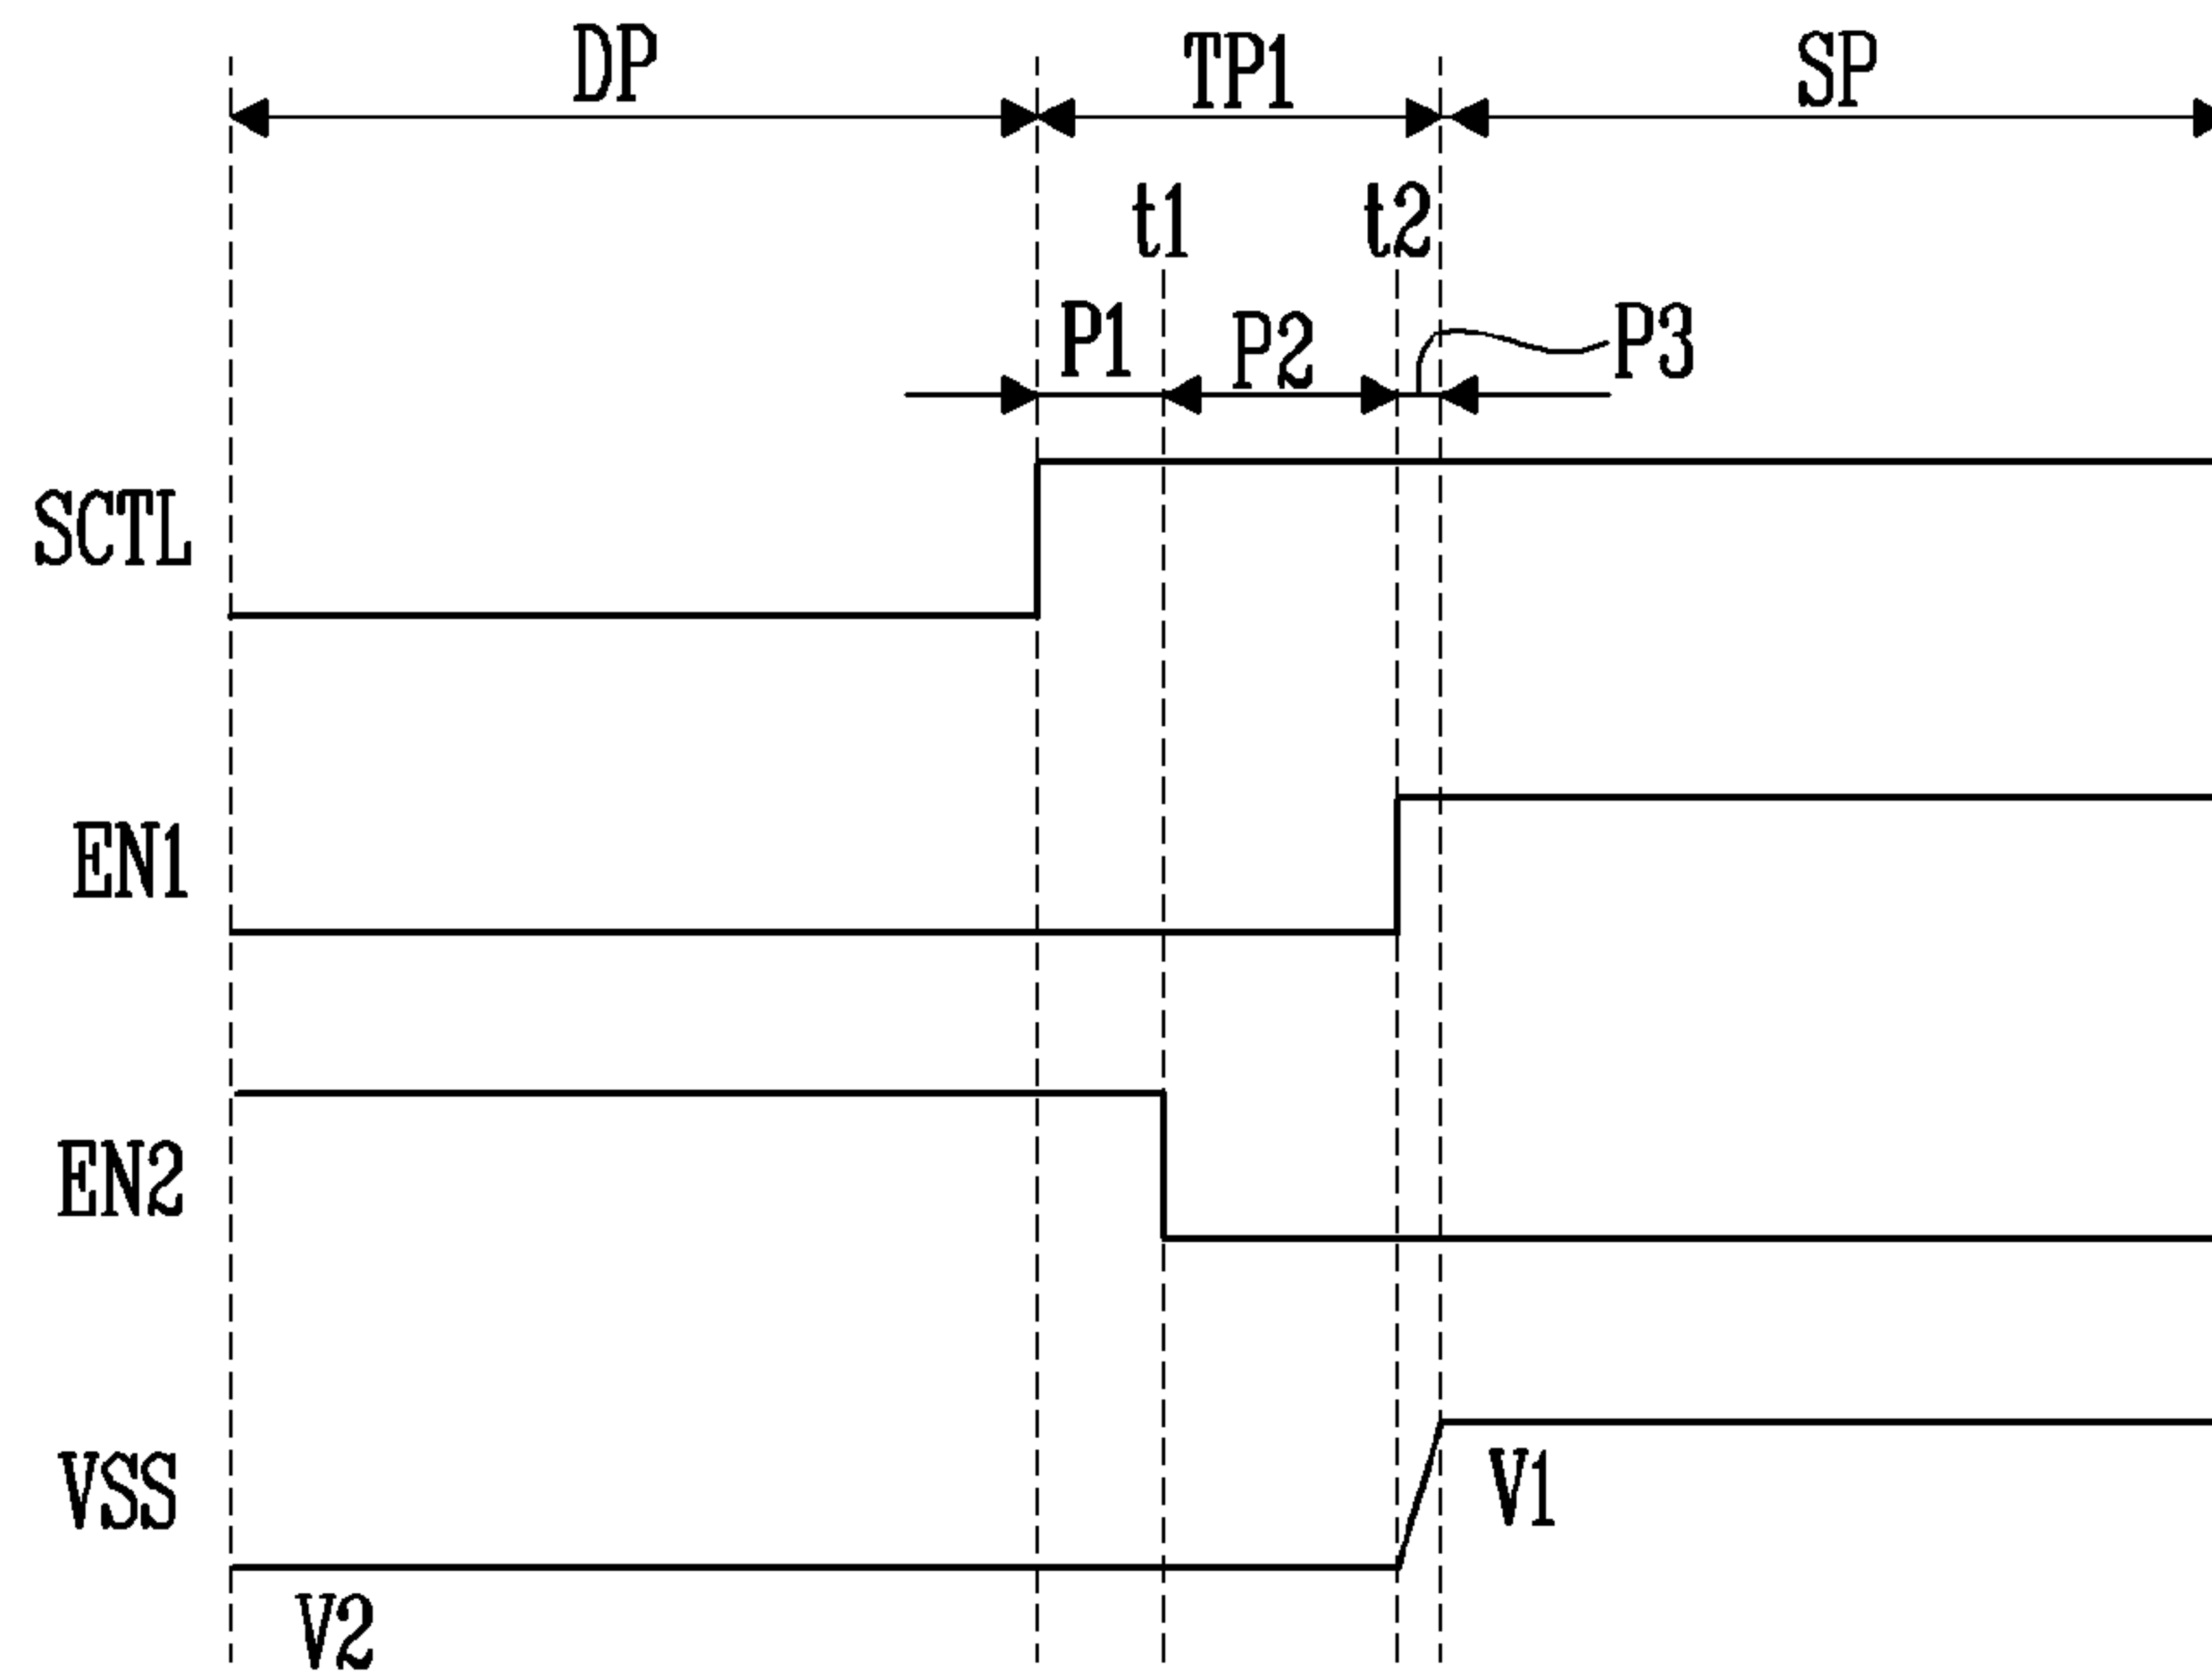 DP TP1 SP
t1 t2
P1 P2 P3
SCTL
EN1
EN2
VSS
V1
V2